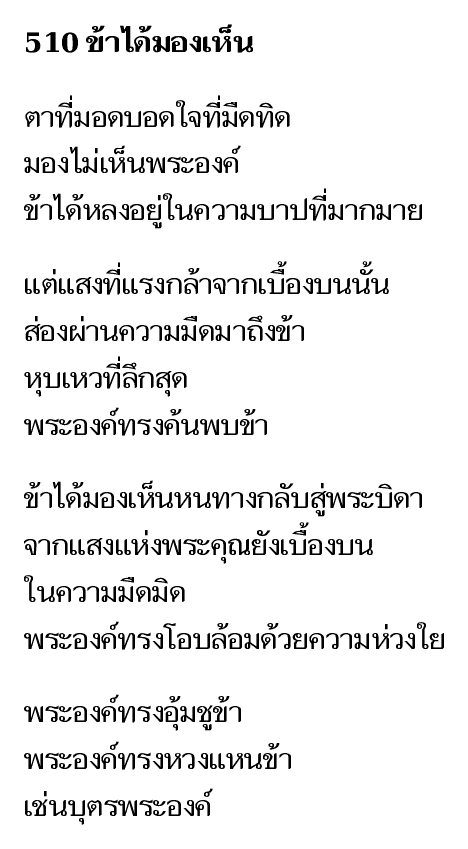 510 ข้าได้มองเห็น
ตาที่มอดบอดใจที่มืดทิด
มองไม่เห็นพระองค์
ข้าได้หลงอยู่ในความบาปที่มากมาย
แต่แสงที่แรงกล้าจากเบื้องบนนั้น
ส่องผ่านความมืดมาถึงข้า
หุบเหวที่ลึกสุด
พระองค์ทรงค้นพบข้า
ข้าได้มองเห็นหนทางกลับสู่พระบิดา
จากแสงแห่งพระคุณยังเบื้องบน
ในความมืดมิด
พระองค์ทรงโอบล้อมด้วยความห่วงใย
พระองค์ทรงอุ้มชูข้า
พระองค์ทรงหวงแหนข้า
เช่นบุตรพระองค์